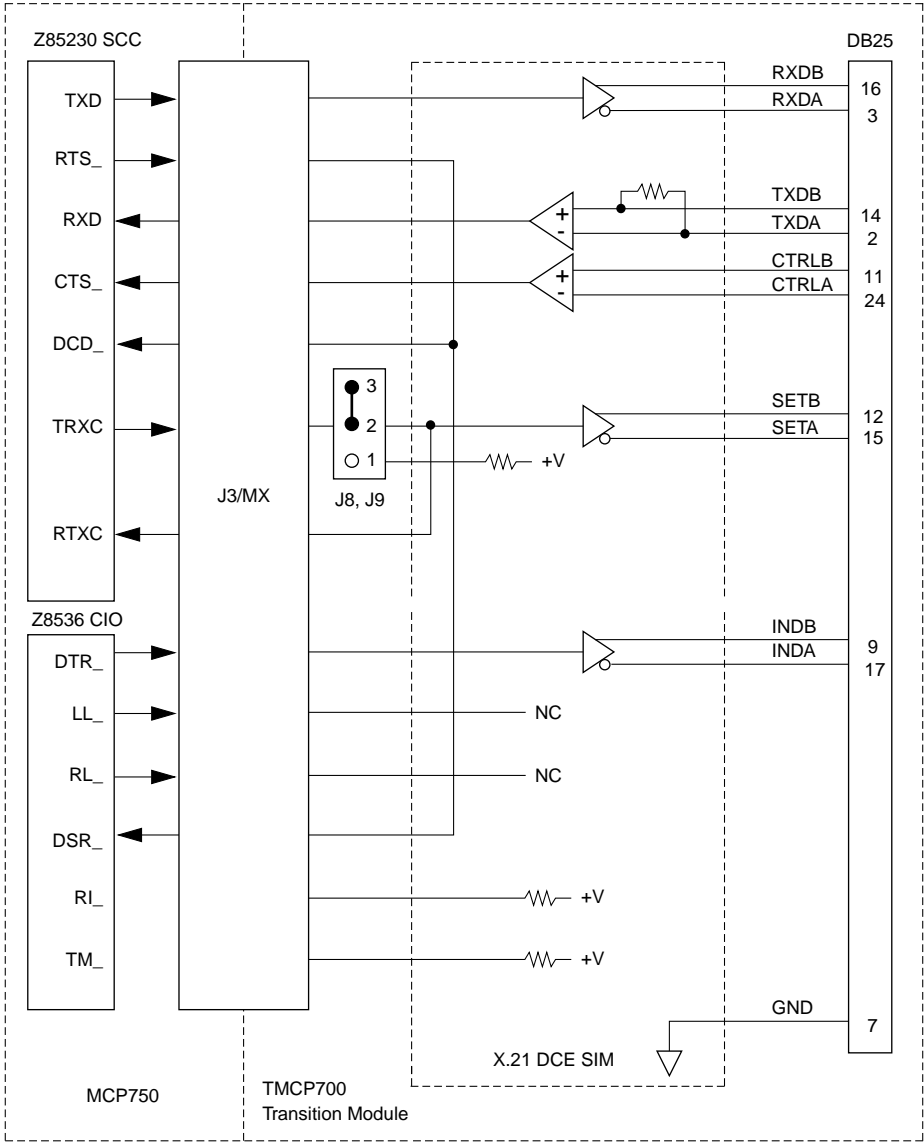 Z85230 SCC
DB25
TXD
RTS_
RXD
CTS_
DCD_
TRXC
RTXC
Z8536 CIO
DTR_
LL_
RL_
DSR_
RI_
TM_
J3/MX
3
2
1
J8, J9
+V
+
-
+
-
NC
NC
+V
+V
X.21 DCE SIM
RXDB
16
RXDA
3
TXDB
14
TXDA
2
CTRLB
11
CTRLA
24
SETB
12
SETA
15
INDB
9
INDA
17
GND
7
MCP750
TMCP700
Transition Module